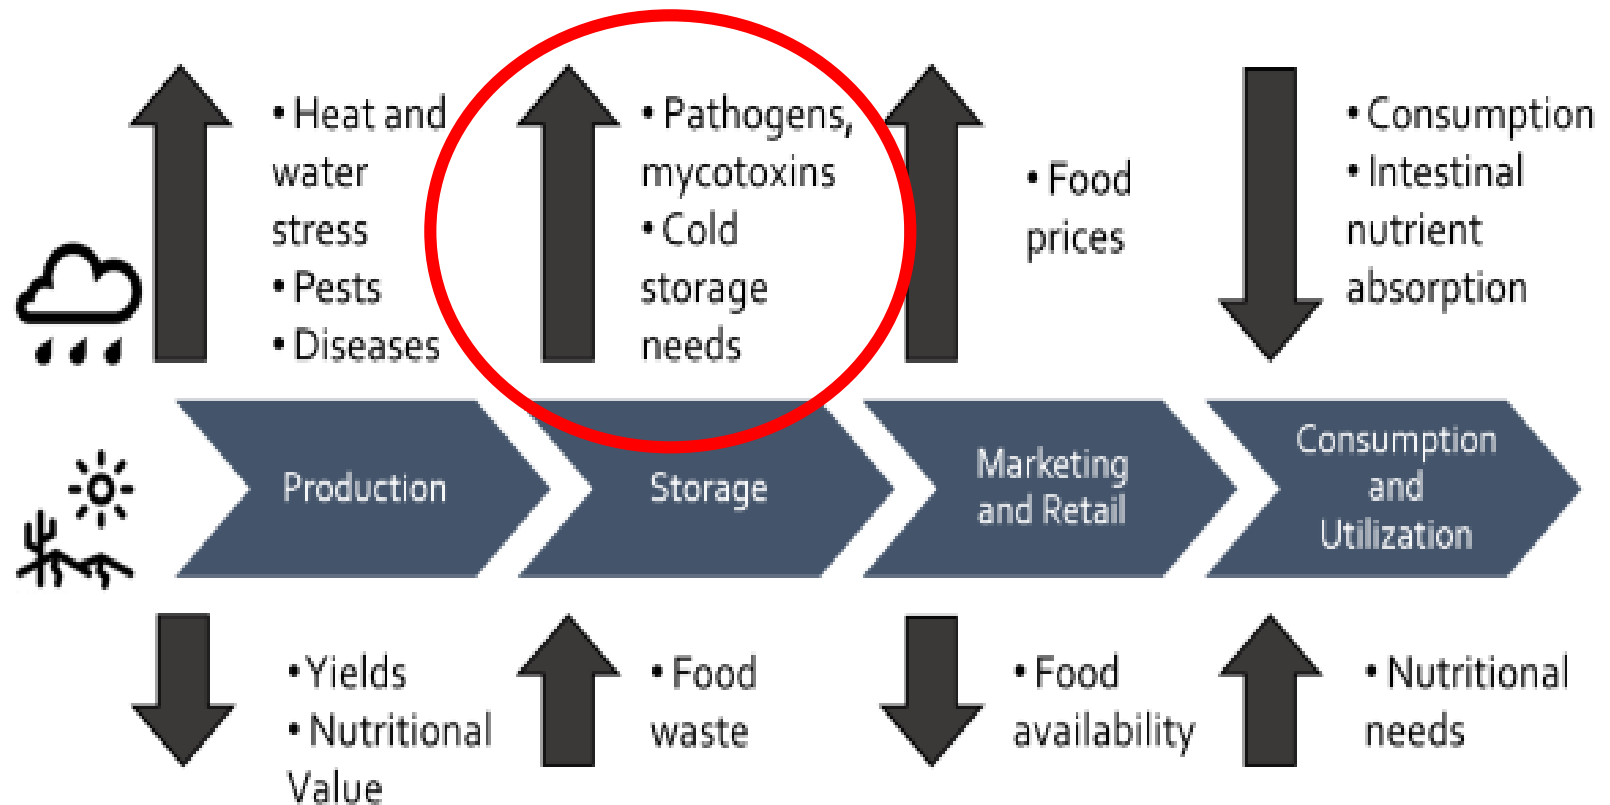 • Heat and
water
stress
• Pests
• Diseases
• Pathogens,
mycotoxins
• Cold
storage
needs
• Food
prices
• Consumption
• Intestinal
nutrient
absorption
Production
Storage
Marketing
and Retail
Consumption
and
Utilization
• Yields
• Nutritional
Value
• Food
waste
• Food
availability
• Nutritional
needs